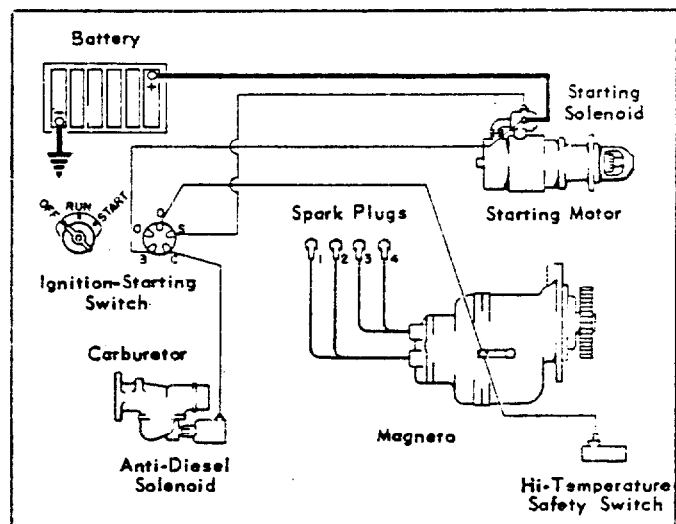 Battery
+
Starting
Solenoid
OFF
RUN
START
S
3
C
Spark Plugs
Starting Motor
1 2 3 4
Ignition-Starting
Switch
Carburetor
Magneto
Anti-Diesel
Solenoid
Hi-Temperature
Safety Switch